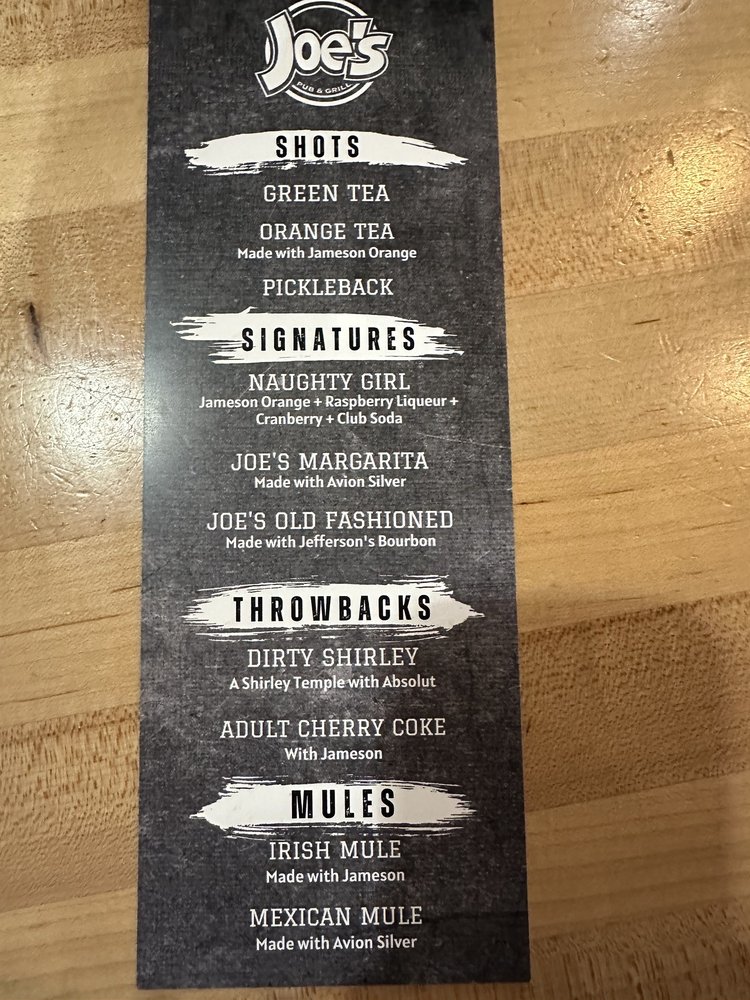 Joe's
PUB & GRILL
SHOTS
GREEN TEA
ORANGE TEA
Made with Jameson Orange
PICKLEBACK
SIGNATURES
NAUGHTY GIRL
Jameson Orange + Raspberry Liqueur +
Cranberry + Club Soda
JOE'S MARGARITA
Made with Avion Silver
JOE'S OLD FASHIONED
Made with Jefferson's Bourbon
THROWBACKS
DIRTY SHIRLEY
A Shirley Temple with Absolut
ADULT CHERRY COKE
With Jameson
MULES
IRISH MULE
Made with Jameson
MEXICAN MULE
Made with Avion Silver